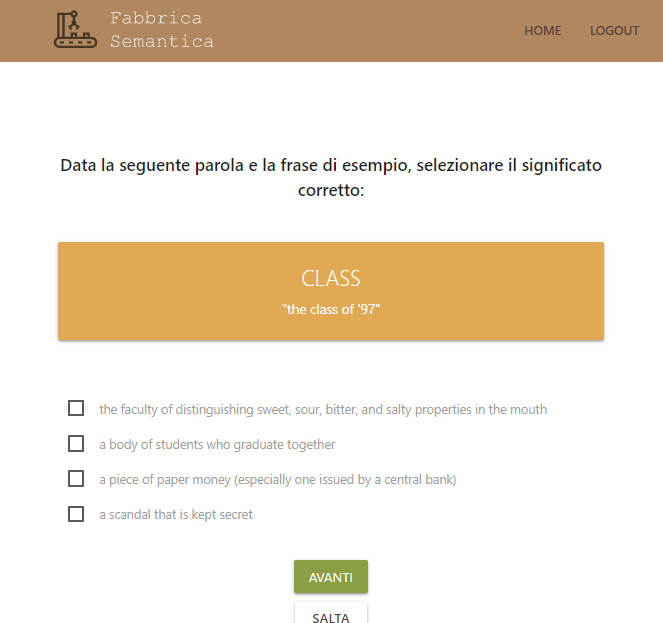 Fabbrica
Semantica
HOME LOGOUT
Data la seguente parola e la frase di esempio, selezionare il significato
corretto:
CLASS
"the class of '97"
the faculty of distinguishing sweet, sour, bitter, and salty properties in the mouth
a body of students who graduate together
a piece of paper money (especially one issued by a central bank)
a scandal that is kept secret
AVANTI
SALTA